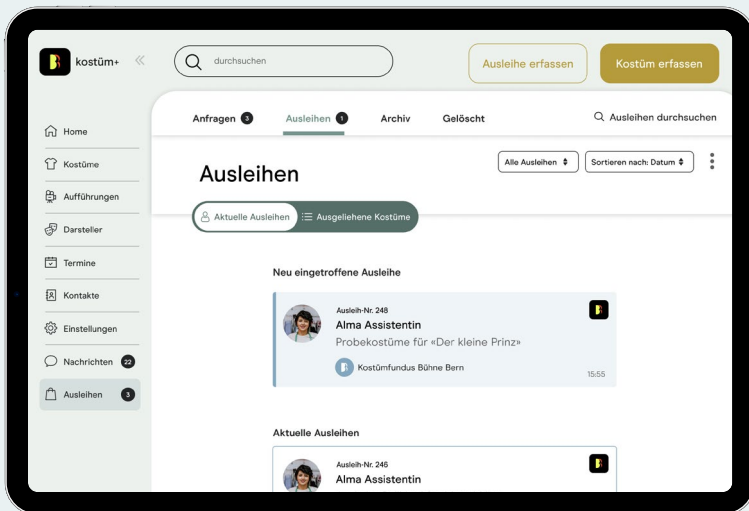 kostüm+
durchsuchen
Ausleihe erfassen
Kostüm erfassen
Home
Kostüme
Aufführungen
Darsteller
Termine
Kontakte
Einstellungen
Nachrichten 22
Ausleihen 3
Anfragen 3
Ausleihen 1
Archiv
Gelöscht
Ausleihen durchsuchen
Ausleihen
Alle Ausleihen
Sortieren nach: Datum
Aktuelle Ausleihen
Ausgeliehene Kostüme
Neu eingetroffene Ausleihe
Ausleih-Nr. 248
Alma Assistentin
Probekostüme für «Der kleine Prinz»
Kostümfundus Bühne Bern
15:55
Aktuelle Ausleihen
Ausleih-Nr. 246
Alma Assistentin